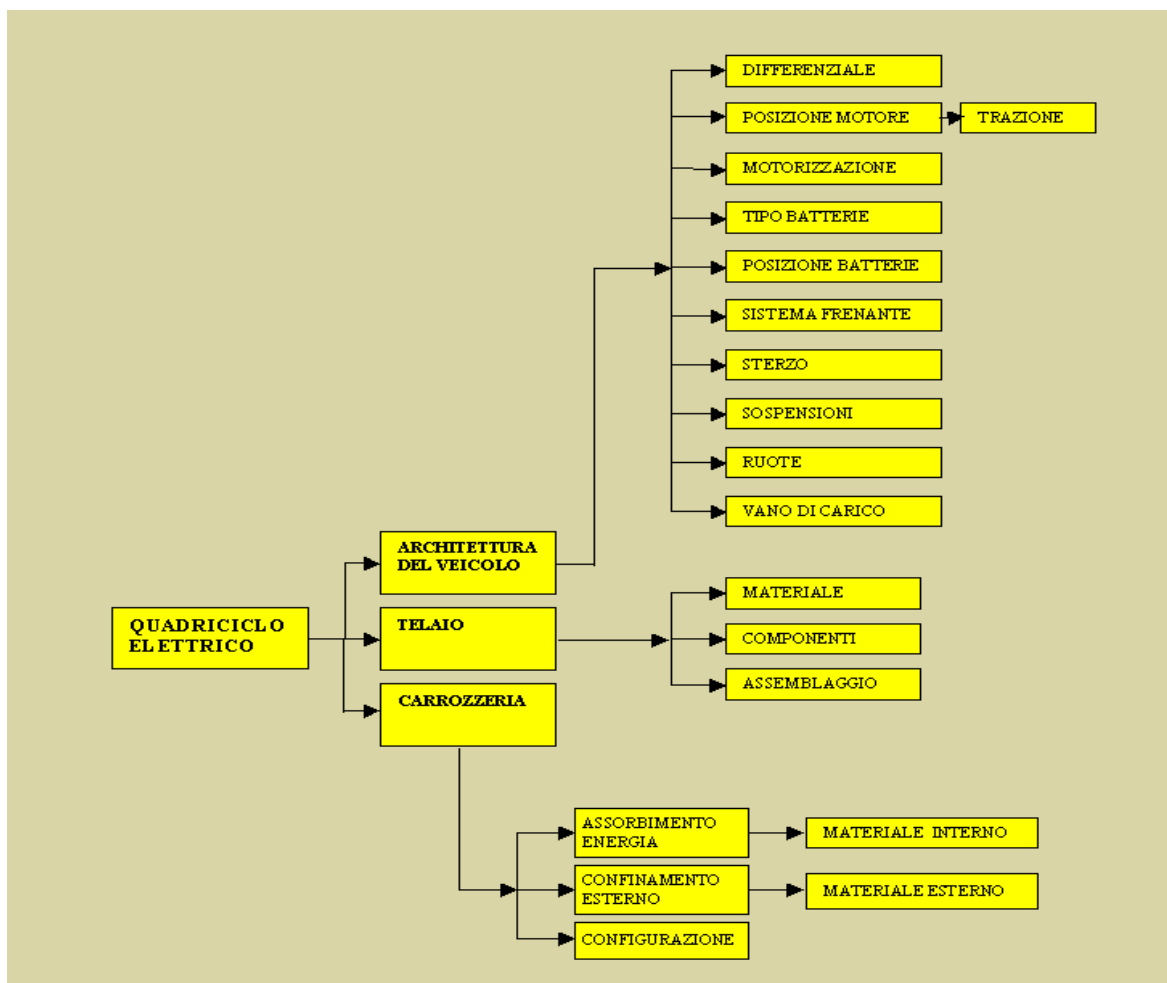 DIFFERENZIALE
POSIZIONE MOTORE
TRAZIONE
MOTORIZZAZIONE
TIPO BATTERIE
POSIZIONE BATTERIE
SISTEMA FRENANTE
STERZO
SOSPENSIONI
RUOTE
VANO DI CARICO
ARCHITETTURA
DEL VEICOLO
QUADRICICLO
ELETTRICO
TELAIO
CARROZZERIA
MATERIALE
COMPONENTI
ASSEMBLAGGIO
ASSORBIMENTO
ENERGIA
MATERIALE INTERNO
CONFINAMENTO
ESTERNO
MATERIALE ESTERNO
CONFIGURAZIONE